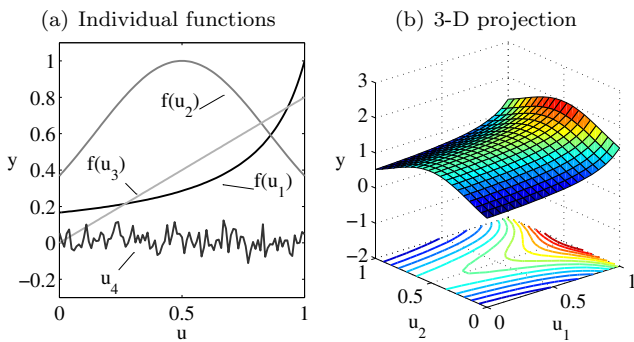 (a) Individual functions
1
0.8
0.6
0.4
0.2
0
−0.2
y
f(u2)
f(u3)
f(u1)
u4
0
0.5
1
u
(b) 3-D projection
3
2
1
0
−1
−2
y
1
0.5
0
u2
0
0.5
1
u1